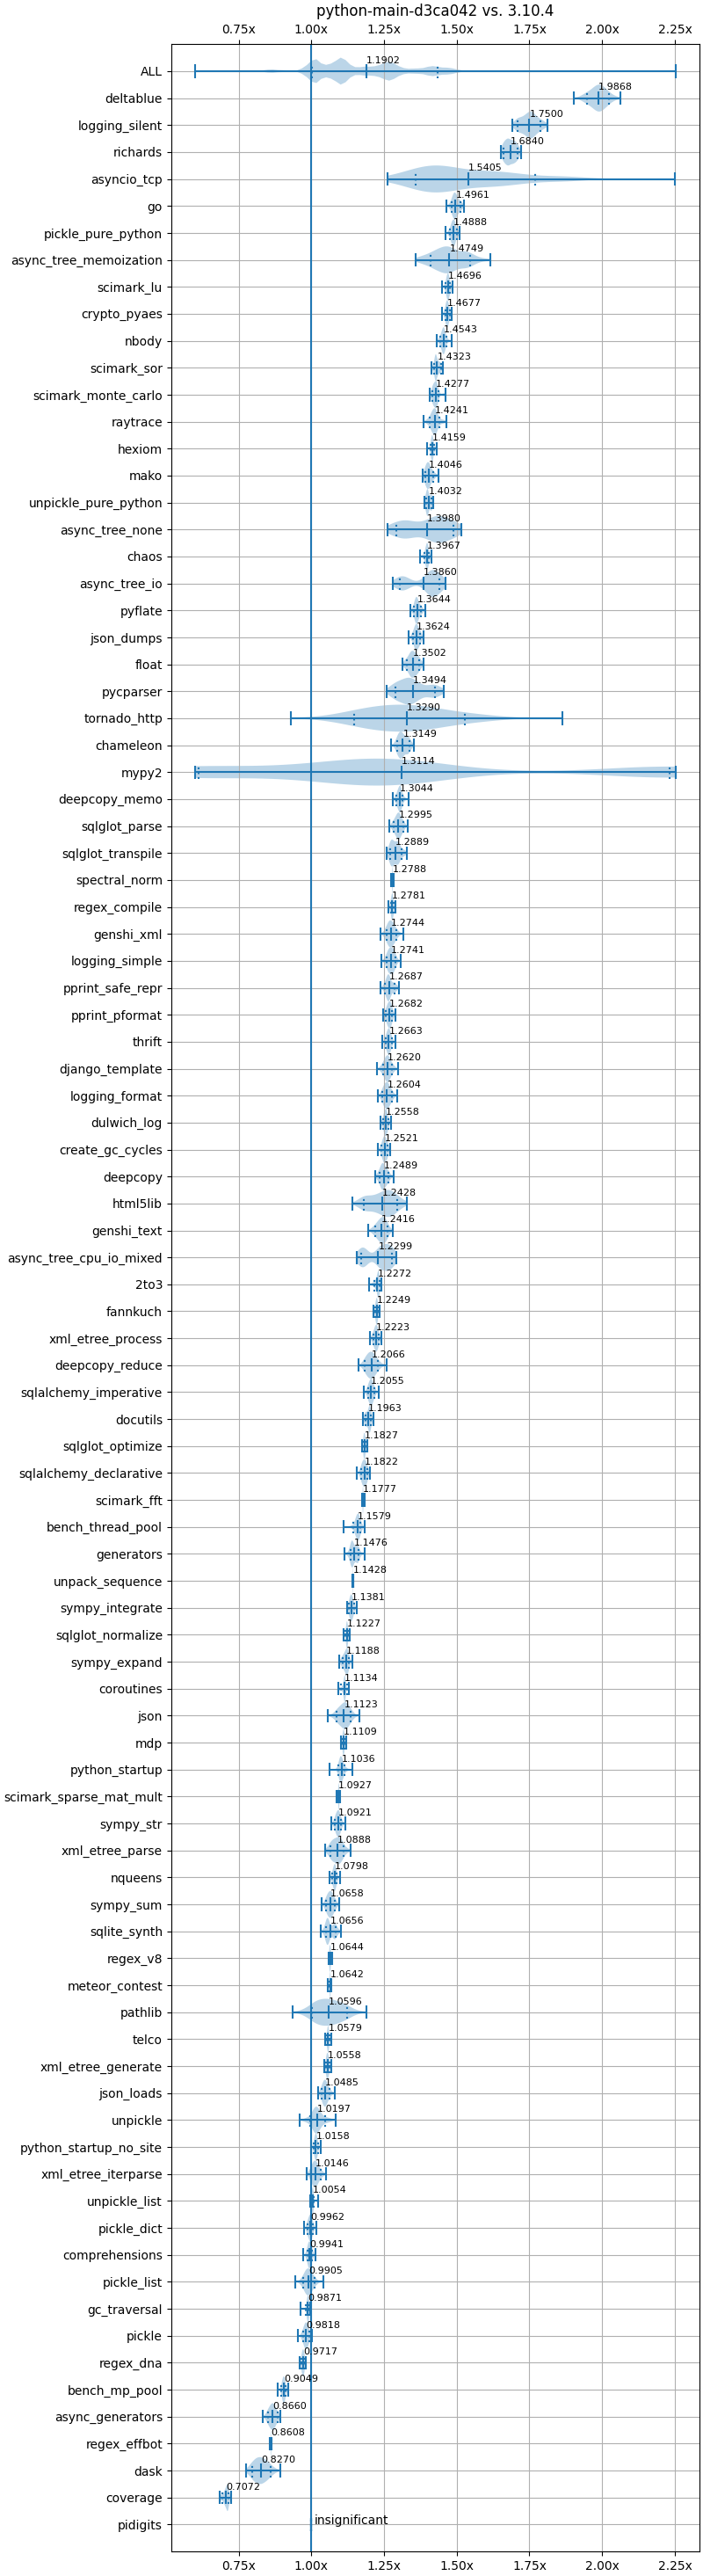 python-main-d3ca042 vs. 3.10.4
0.75x 1.00x 1.25x 1.50x 1.75x 2.00x 2.25x
ALL 1.1902
deltablue 1.9868
logging_silent 1.7500
richards 1.6840
asyncio_tcp 1.5405
go 1.4961
pickle_pure_python 1.4888
async_tree_memoization 1.4749
scimark_lu 1.4696
crypto_pyaes 1.4677
nbody 1.4543
scimark_sor 1.4323
scimark_monte_carlo 1.4277
raytrace 1.4241
hexiom 1.4159
mako 1.4046
unpickle_pure_python 1.4032
async_tree_none 1.3980
chaos 1.3967
async_tree_io 1.3860
pyflate 1.3644
json_dumps 1.3624
float 1.3502
pycparser 1.3494
tornado_http 1.3290
chameleon 1.3149
mypy2 1.3114
deepcopy_memo 1.3044
sqlglot_parse 1.2995
sqlglot_transpile 1.2889
spectral_norm 1.2788
regex_compile 1.2781
genshi_xml 1.2744
logging_simple 1.2741
pprint_safe_repr 1.2687
pprint_pformat 1.2682
thrift 1.2663
django_template 1.2620
logging_format 1.2604
dulwich_log 1.2558
create_gc_cycles 1.2521
deepcopy 1.2489
html5lib 1.2428
genshi_text 1.2416
async_tree_cpu_io_mixed 1.2299
2to3 1.2272
fannkuch 1.2249
xml_etree_process 1.2223
deepcopy_reduce 1.2066
sqlalchemy_imperative 1.2055
docutils 1.1963
sqlglot_optimize 1.1827
sqlalchemy_declarative 1.1822
scimark_fft 1.1777
bench_thread_pool 1.1579
generators 1.1476
unpack_sequence 1.1428
sympy_integrate 1.1381
sqlglot_normalize 1.1227
sympy_expand 1.1188
coroutines 1.1134
json 1.1123
mdp 1.1109
python_startup 1.1036
scimark_sparse_mat_mult 1.0927
sympy_str 1.0921
xml_etree_parse 1.0888
nqueens 1.0798
sympy_sum 1.0658
sqlite_synth 1.0656
regex_v8 1.0644
meteor_contest 1.0642
pathlib 1.0596
telco 1.0579
xml_etree_generate 1.0558
json_loads 1.0485
unpickle 1.0197
python_startup_no_site 1.0158
xml_etree_iterparse 1.0146
unpickle_list 1.0054
pickle_dict 0.9962
comprehensions 0.9941
pickle_list 0.9905
gc_traversal 0.9871
pickle 0.9818
regex_dna 0.9717
bench_mp_pool 0.9049
async_generators 0.8660
regex_effbot 0.8608
dask 0.8270
coverage 0.7072
pidigits insignificant
0.75x 1.00x 1.25x 1.50x 1.75x 2.00x 2.25x